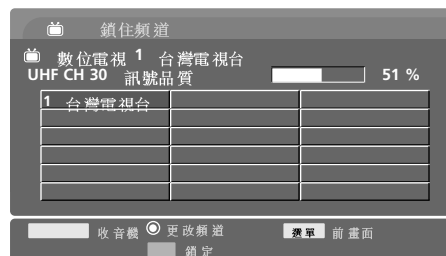 鎖住頻道
數位電視 1 台灣電視台
UHF CH 30 訊號品質 51 %
1 台灣電視台
收音機 更改頻道 選單 前畫面
鎖定